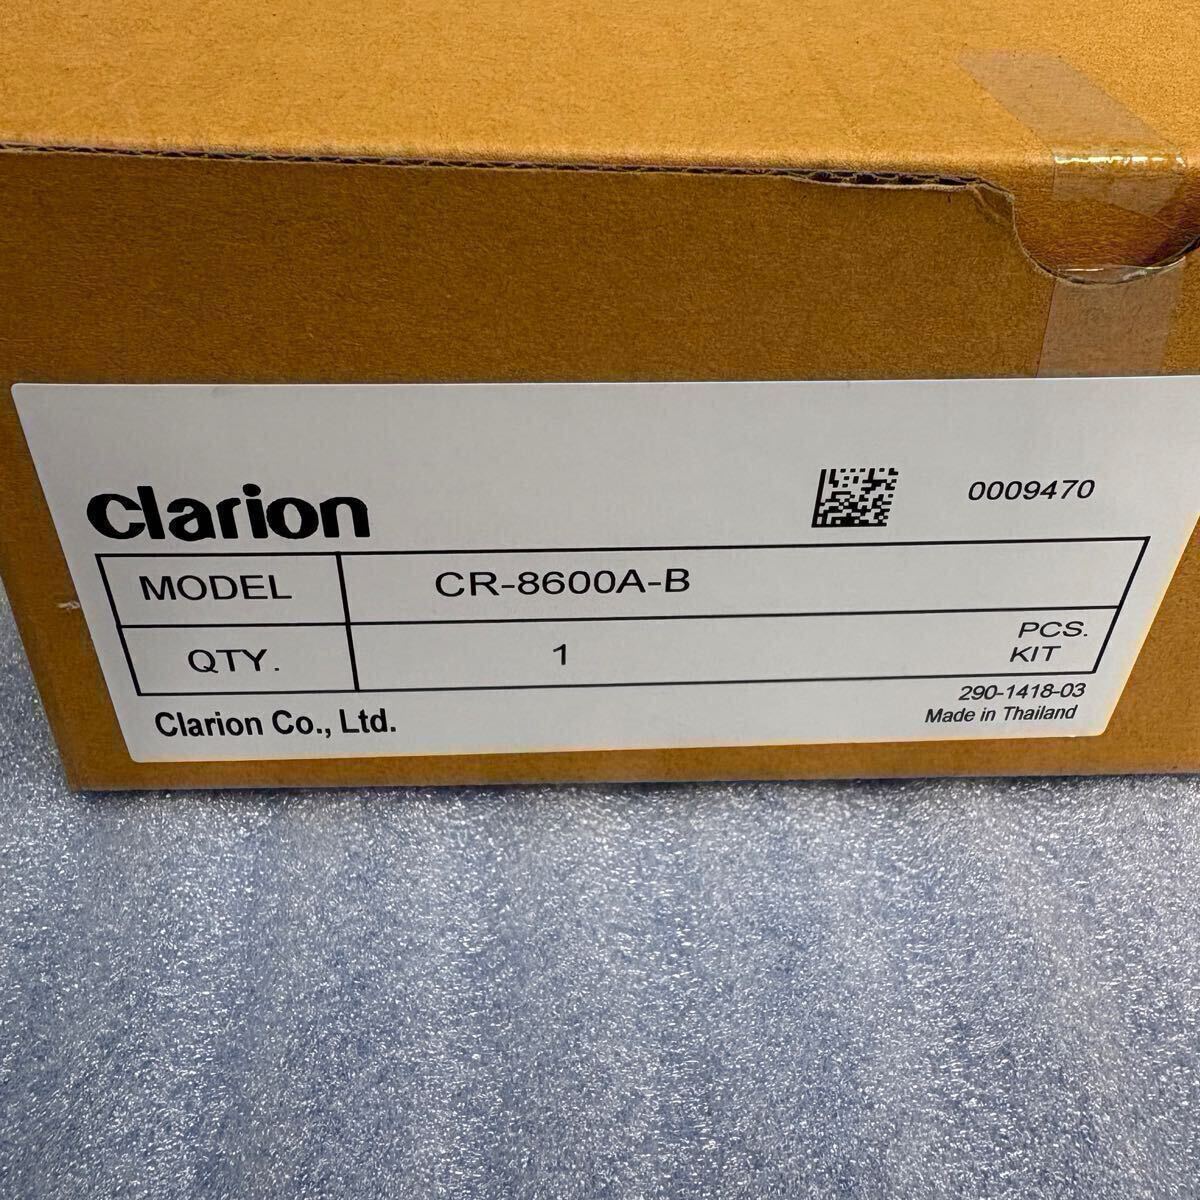 Clarion
0009470
MODEL CR-8600A-B
QTY. 1 PCS.
KIT
290-1418-03
Clarion Co., Ltd.
Made in Thailand